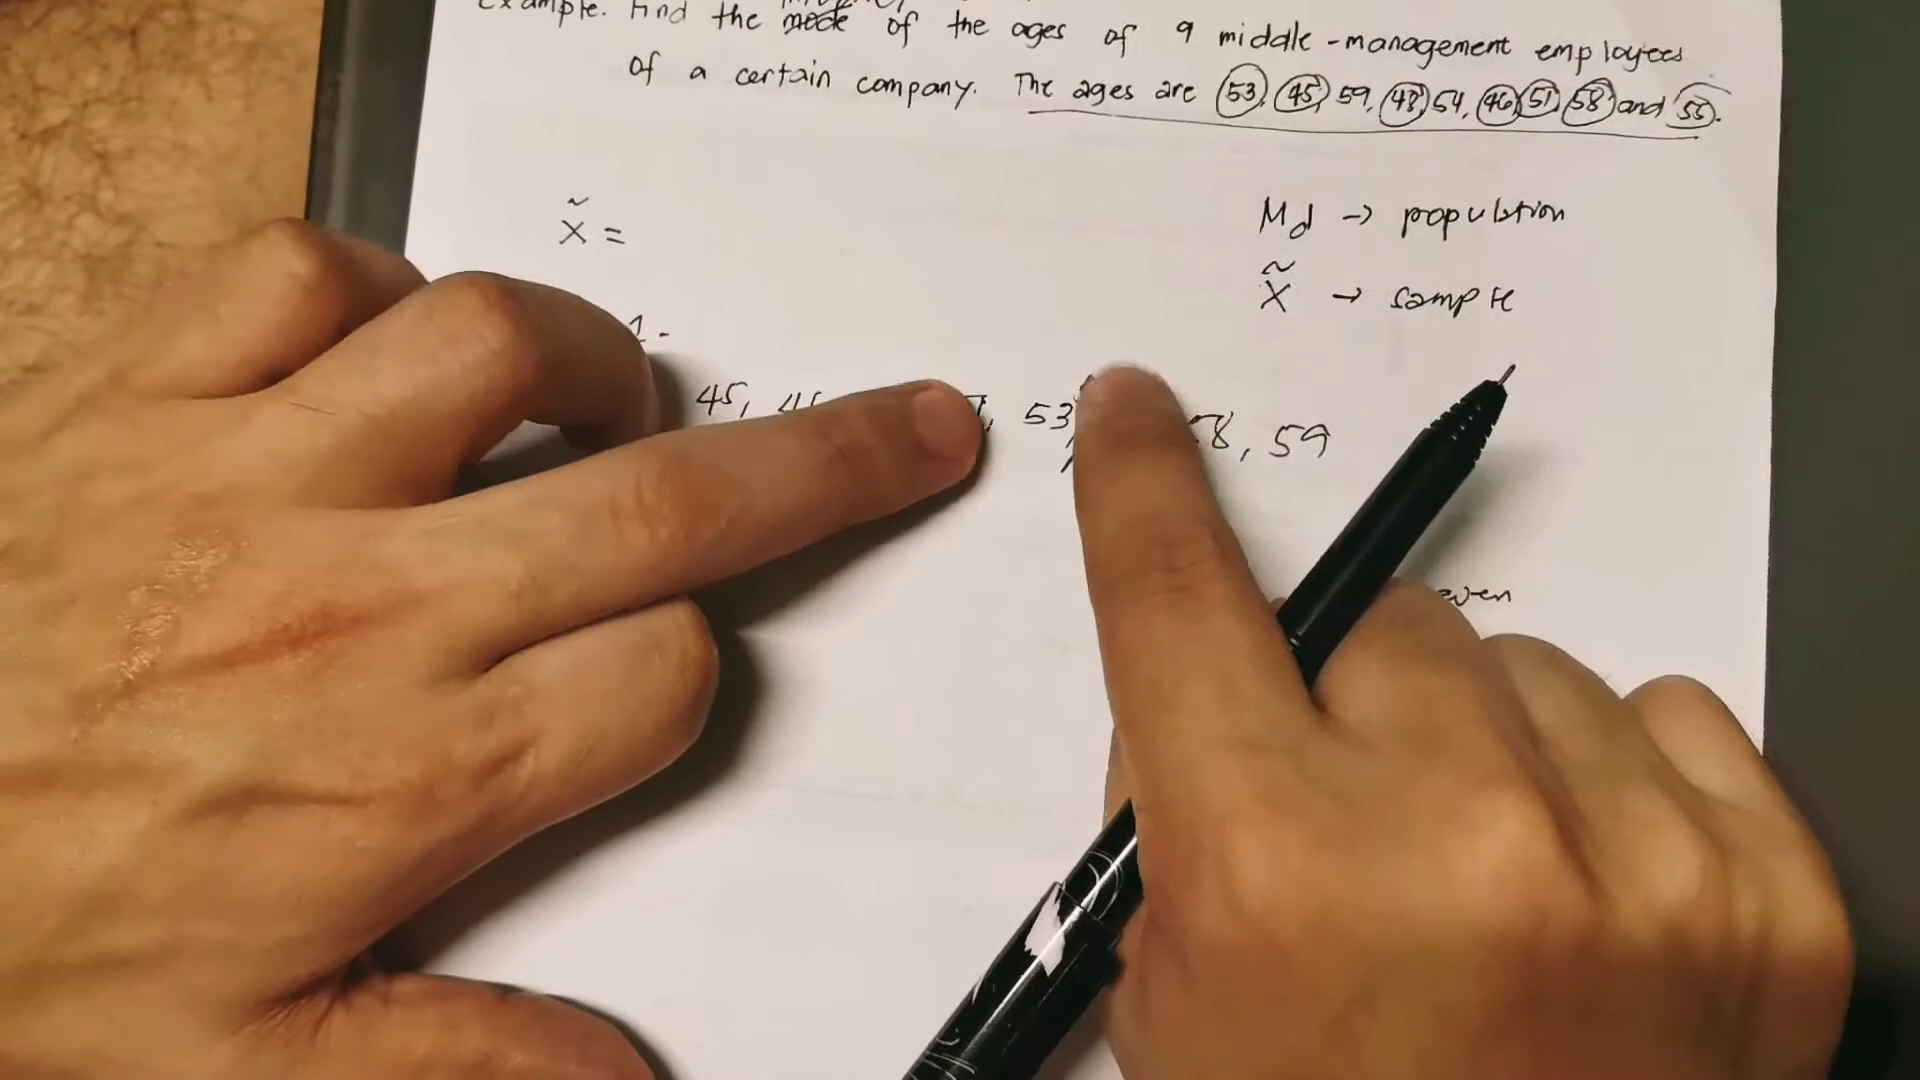 Example. Find the mode of the ages of 9 middle-management employees
of a certain company. The ages are 53, 45, 59, 48, 54, 46, 51, 58 and 55.
Md → population
x̃ =
x̃ → sample
1.
45, 53, 58, 59
even